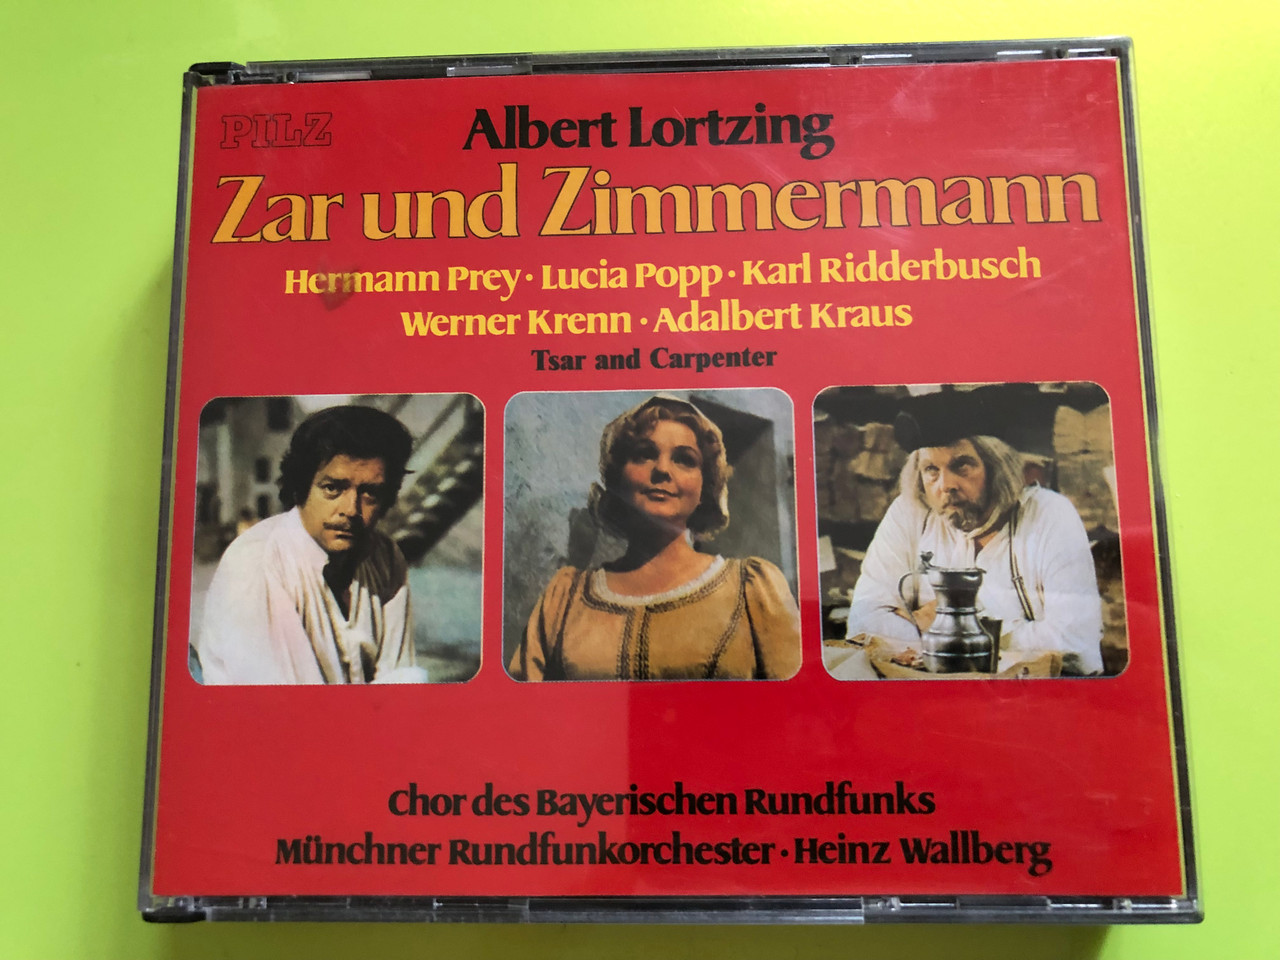 PILZ
Albert Lortzing
Zar und Zimmermann
Hermann Prey · Lucia Popp · Karl Ridderbusch
Werner Krenn · Adalbert Kraus
Tsar and Carpenter
Chor des Bayerischen Rundfunks
Münchner Rundfunkorchester · Heinz Wallberg